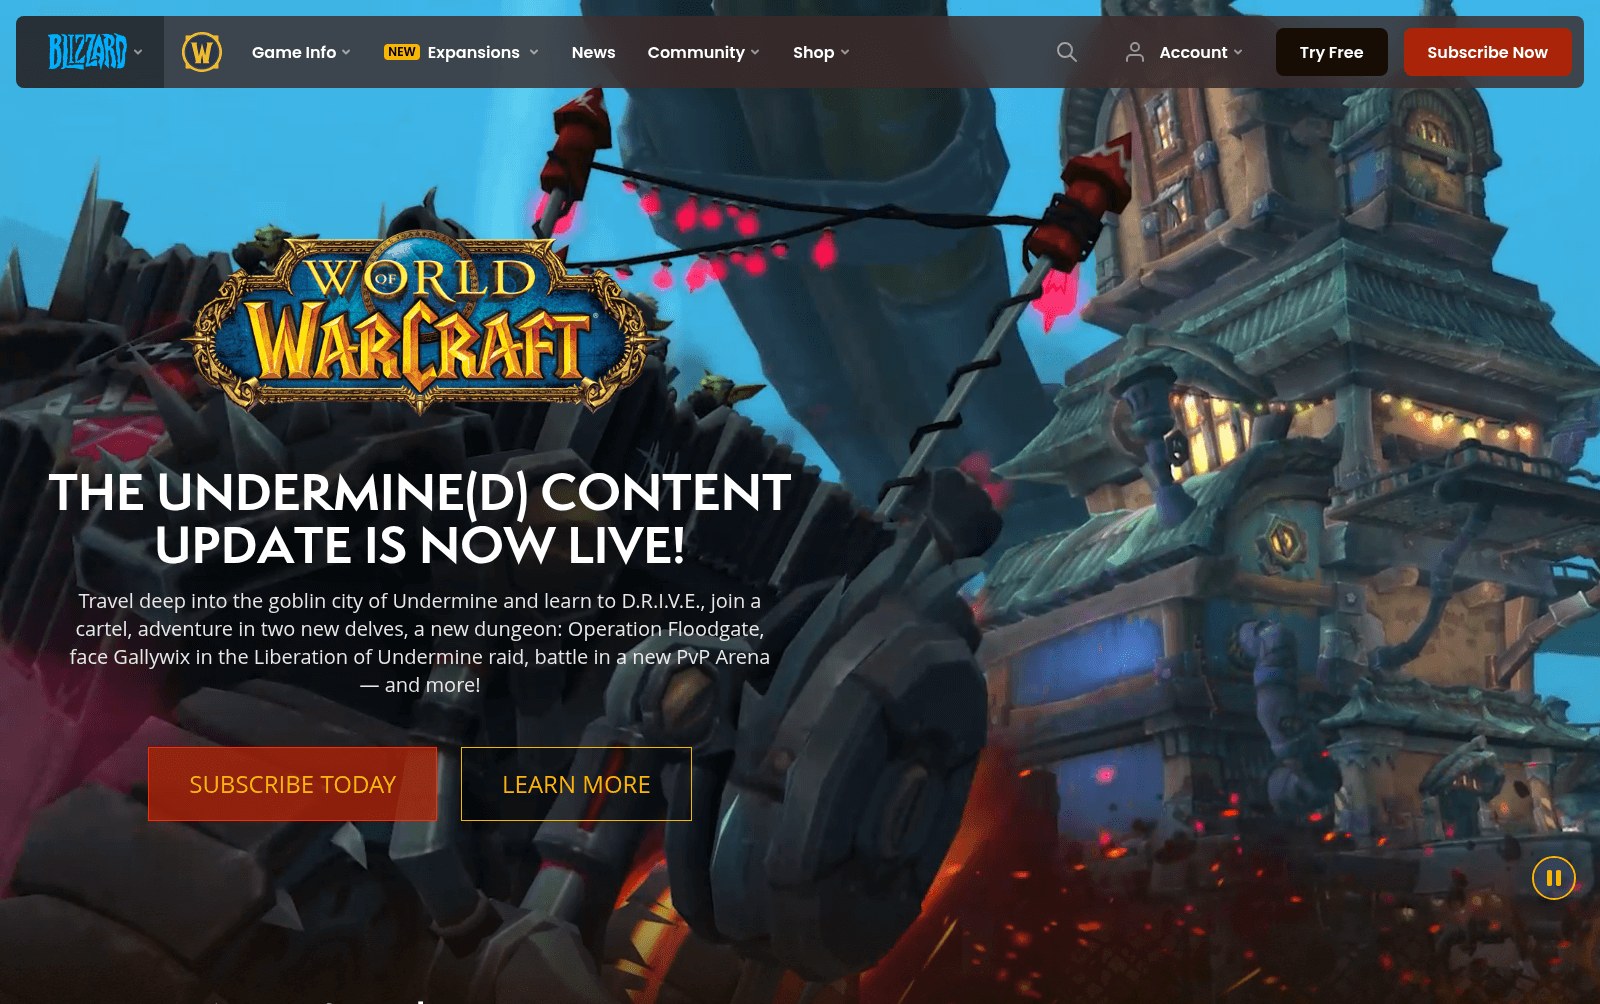 BLIZZARD
W
Game Info
NEW Expansions
News
Community
Shop
Account
Try Free
Subscribe Now
WORLD
OF
WARCRAFT
®
THE UNDERMINE(D) CONTENT
UPDATE IS NOW LIVE!
Travel deep into the goblin city of Undermine and learn to D.R.I.V.E., join a
cartel, adventure in two new delves, a new dungeon: Operation Floodgate,
face Gallywix in the Liberation of Undermine raid, battle in a new PvP Arena
— and more!
SUBSCRIBE TODAY
LEARN MORE